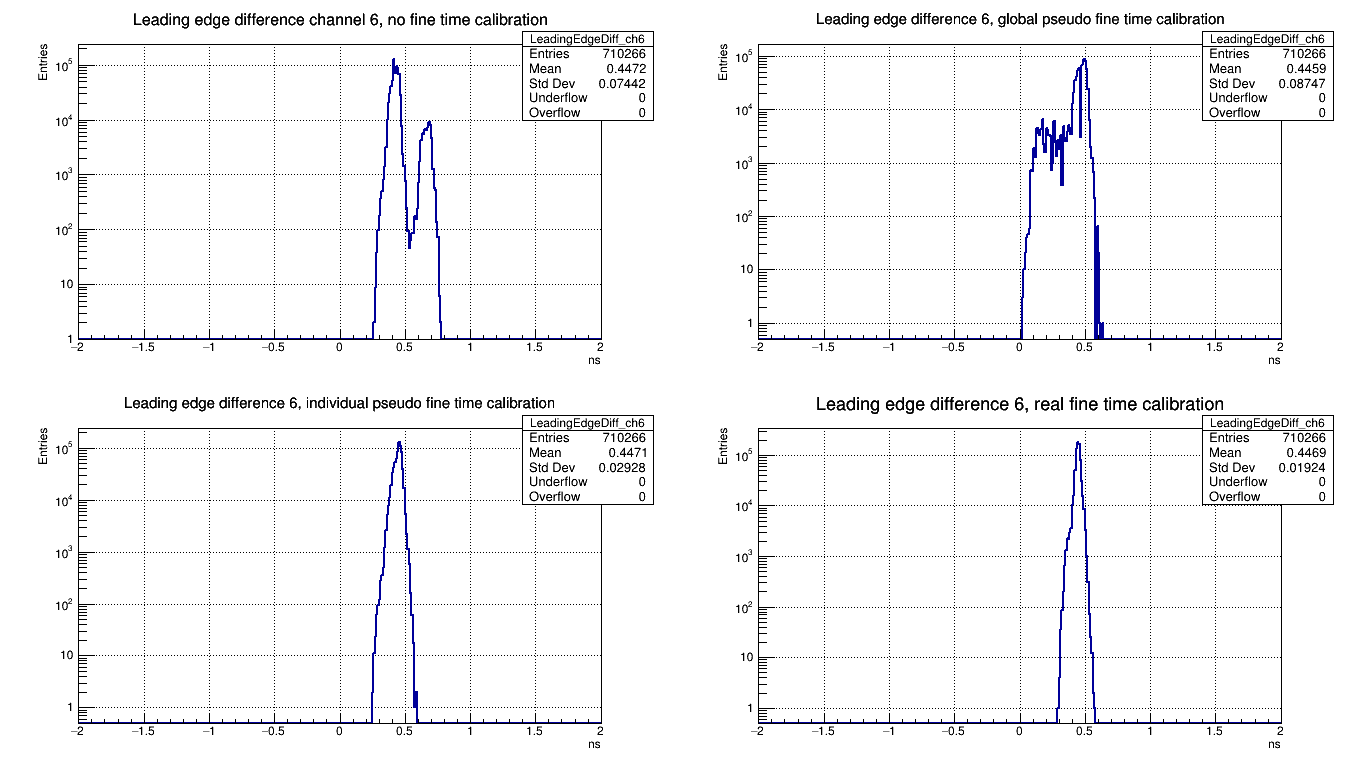 Leading edge difference channel 6, no fine time calibration
Entries
LeadingEdgeDiff_ch6
Entries 710266
Mean 0.4472
Std Dev 0.07442
Underflow 0
Overflow 0
10^5
10^4
10^3
10^2
10
1
−2 −1.5 −1 −0.5 0 0.5 1 1.5 2
ns
Leading edge difference 6, global pseudo fine time calibration
Entries
LeadingEdgeDiff_ch6
Entries 710266
Mean 0.4459
Std Dev 0.08747
Underflow 0
Overflow 0
10^5
10^4
10^3
10^2
10
1
−2 −1.5 −1 −0.5 0 0.5 1 1.5 2
ns
Leading edge difference 6, individual pseudo fine time calibration
Entries
LeadingEdgeDiff_ch6
Entries 710266
Mean 0.4471
Std Dev 0.02928
Underflow 0
Overflow 0
10^5
10^4
10^3
10^2
10
1
−2 −1.5 −1 −0.5 0 0.5 1 1.5 2
ns
Leading edge difference 6, real fine time calibration
Entries
LeadingEdgeDiff_ch6
Entries 710266
Mean 0.4469
Std Dev 0.01924
Underflow 0
Overflow 0
10^5
10^4
10^3
10^2
10
1
−2 −1.5 −1 −0.5 0 0.5 1 1.5 2
ns